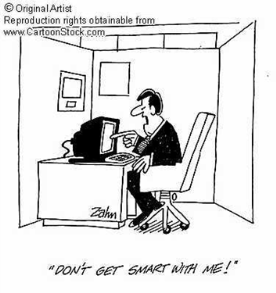 © Original Artist
Reproduction rights obtainable from
www.CartoonStock.com
Zahn
"DON'T GET SMART WITH ME!"